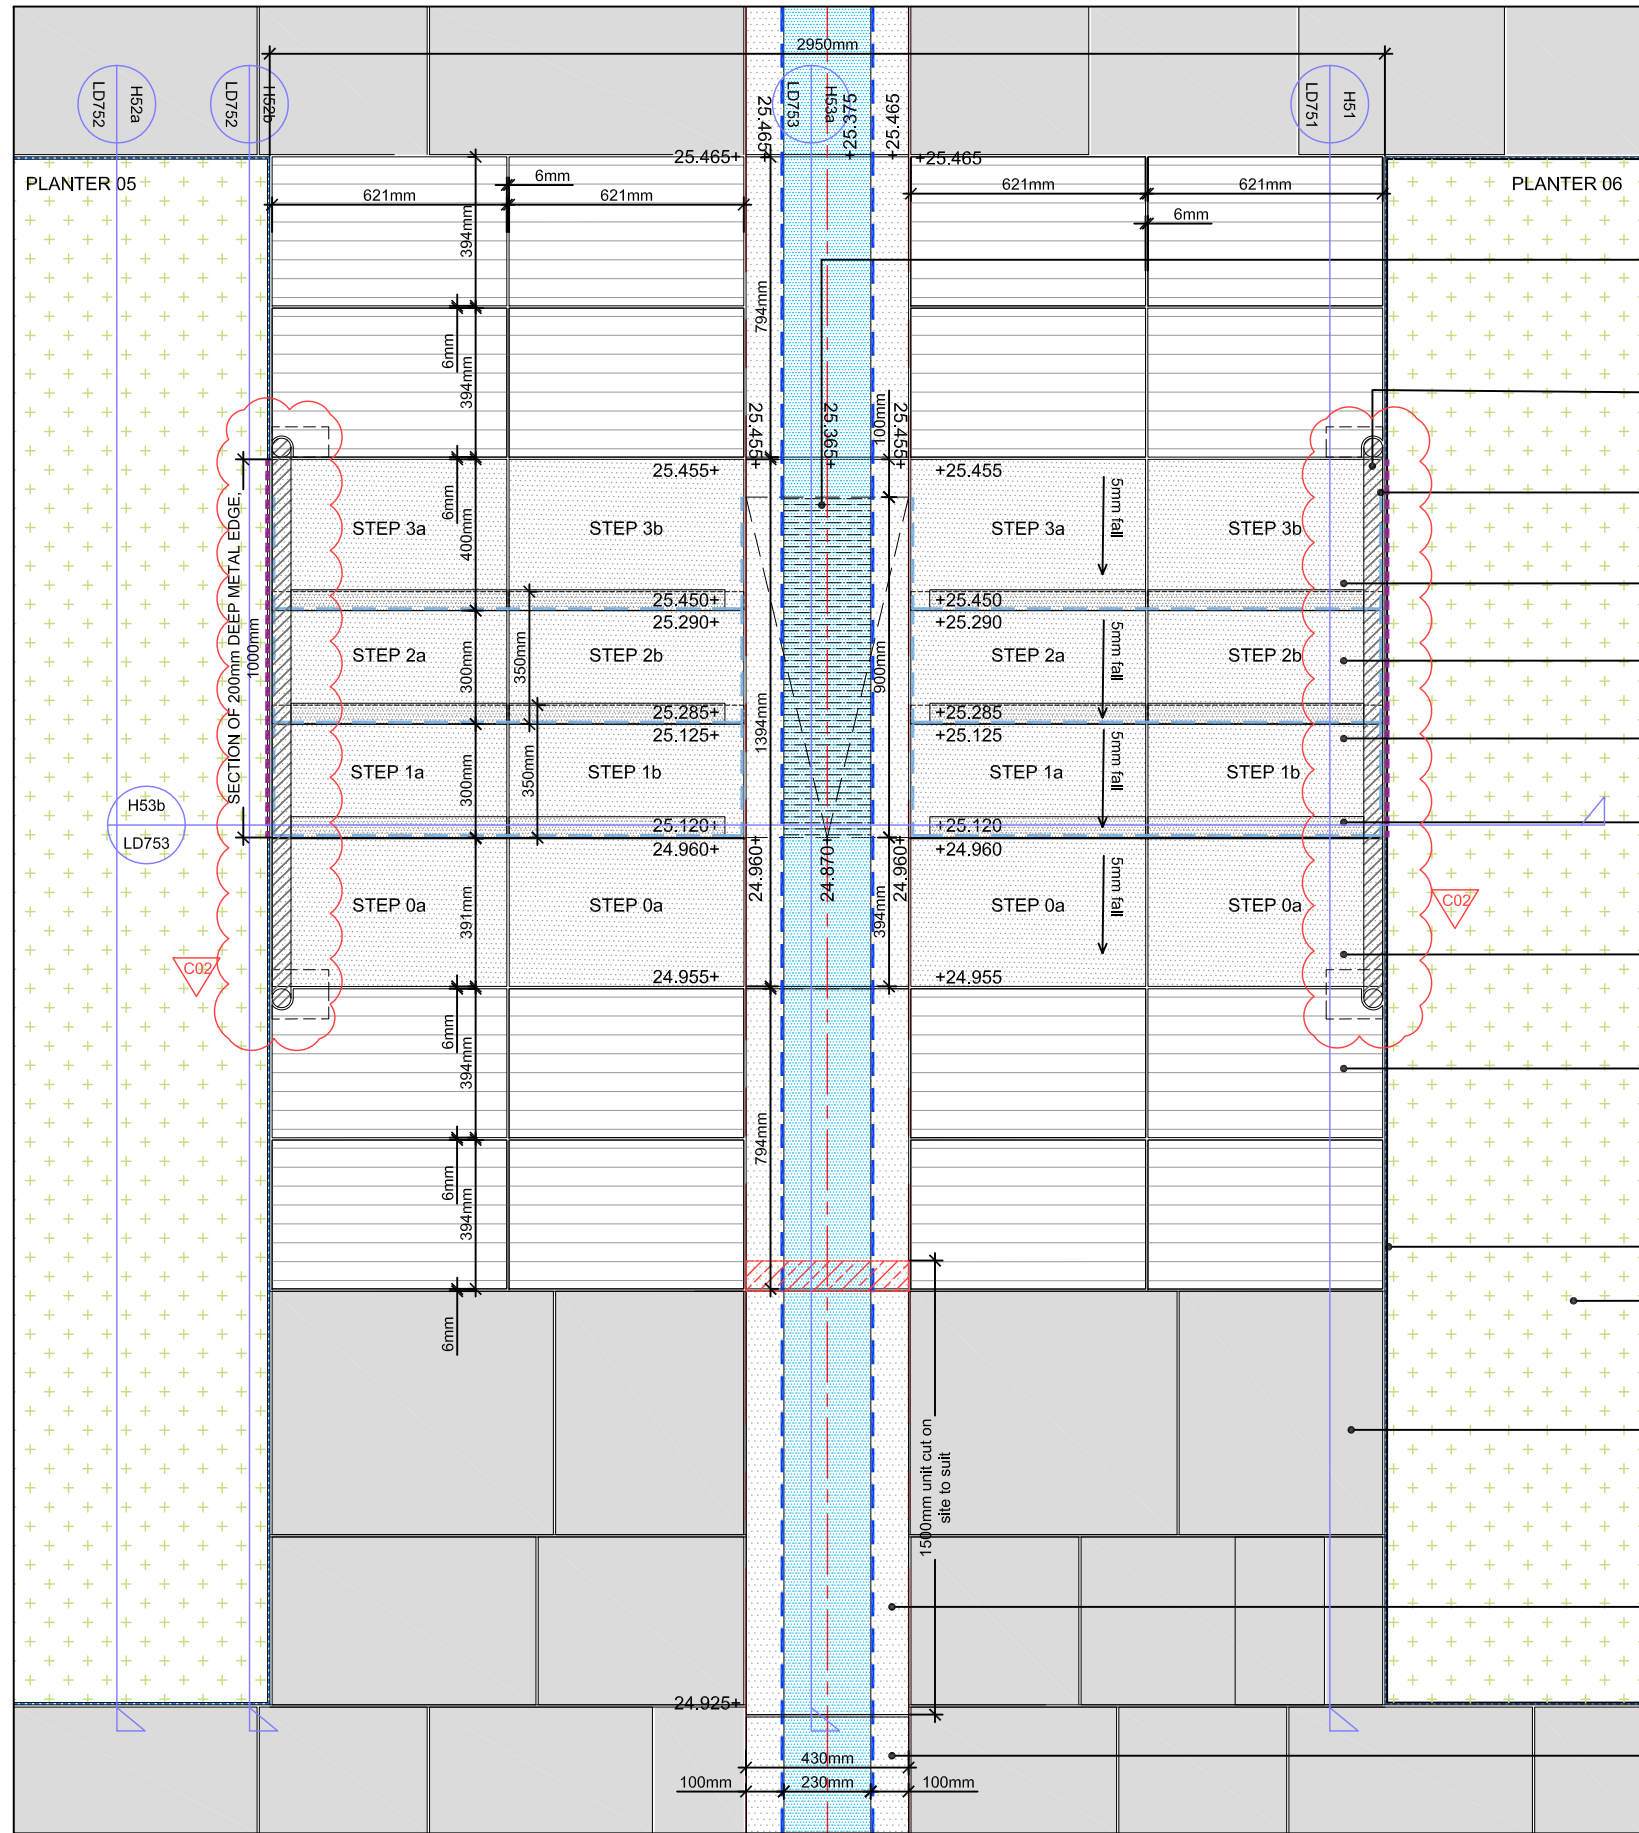 2950mm
H52a
LD752
H52b
LD752
H53a
LD753
H51
LD751
25.465+
+25.375
+25.465
25.465+
+25.465
PLANTER 05
PLANTER 06
6mm
621mm
621mm
621mm
621mm
6mm
394mm
794mm
6mm
394mm
25.455+
25.365+
100mm
25.455+
25.455+
+25.455
6mm
400mm
STEP 3a
STEP 3b
STEP 3a
5mm fall
STEP 3b
25.450+
+25.450
25.290+
+25.290
SECTION OF 200mm DEEP METAL EDGE,
1000mm
300mm
350mm
STEP 2a
STEP 2b
900mm
STEP 2a
5mm fall
STEP 2b
25.285+
+25.285
25.125+
+25.125
1394mm
300mm
350mm
STEP 1a
STEP 1b
STEP 1a
5mm fall
STEP 1b
H53b
LD753
25.120+
+25.120
24.960+
+24.960
24.960+
24.870+
24.960+
391mm
394mm
STEP 0a
STEP 0a
STEP 0a
5mm fall
STEP 0a
C02
C02
24.955+
+24.955
6mm
394mm
794mm
6mm
394mm
6mm
1500mm unit cut on
site to suit
24.925+
430mm
100mm
230mm
100mm